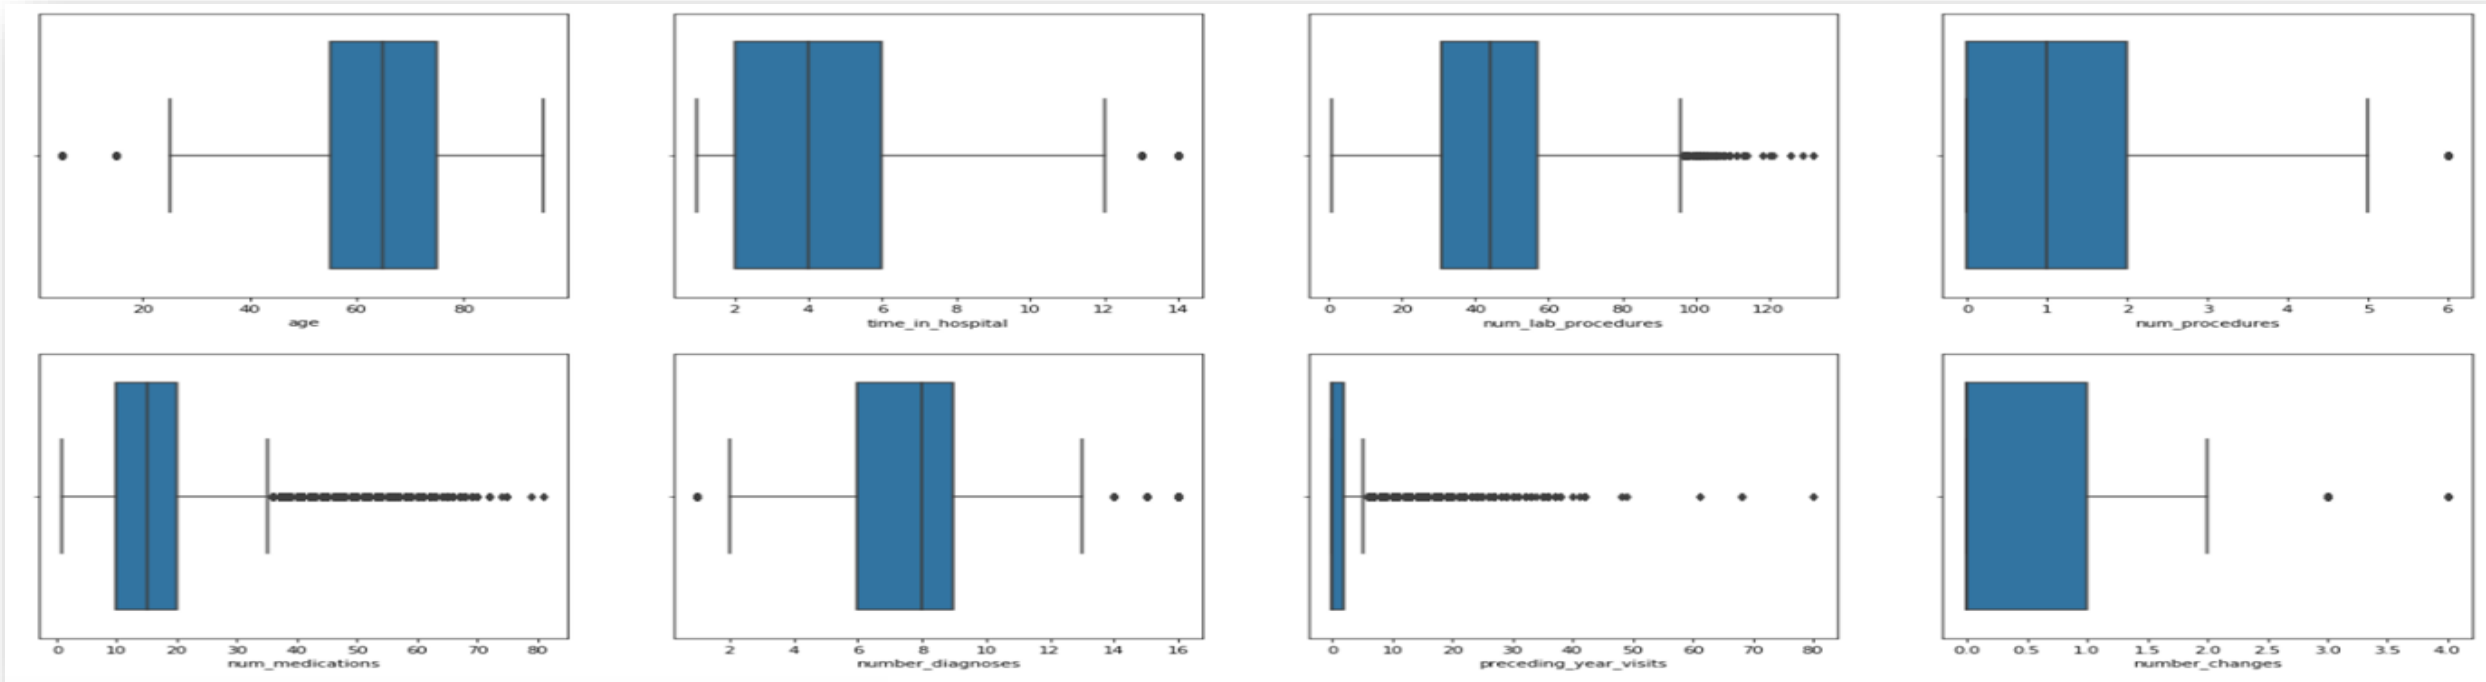 20 40 60 80
age
2 4 6 8 10 12 14
time_in_hospital
0 20 40 60 80 100 120
num_lab_procedures
0 1 2 3 4 5 6
num_procedures
0 10 20 30 40 50 60 70 80
num_medications
2 4 6 8 10 12 14 16
number_diagnoses
0 10 20 30 40 50 60 70 80
preceding_year_visits
0.0 0.5 1.0 1.5 2.0 2.5 3.0 3.5 4.0
number_changes